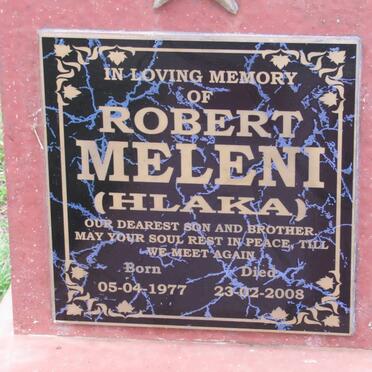 IN LOVING MEMORY
OF
ROBERT
MELENI
(HLAKA)
OUR DEAREST SON AND BROTHER,
MAY YOUR SOUL REST IN PEACE, TILL
WE MEET AGAIN
Born Died
05-04-1977 23-02-2008